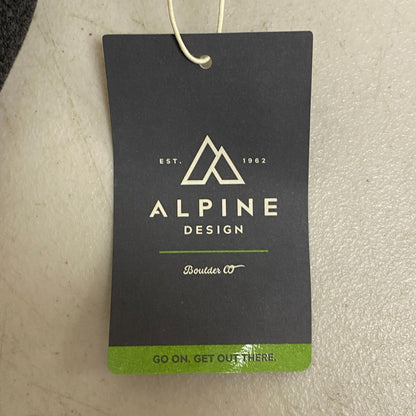 EST. 1962
ALPINE
DESIGN
Boulder CO
GO ON. GET OUT THERE.